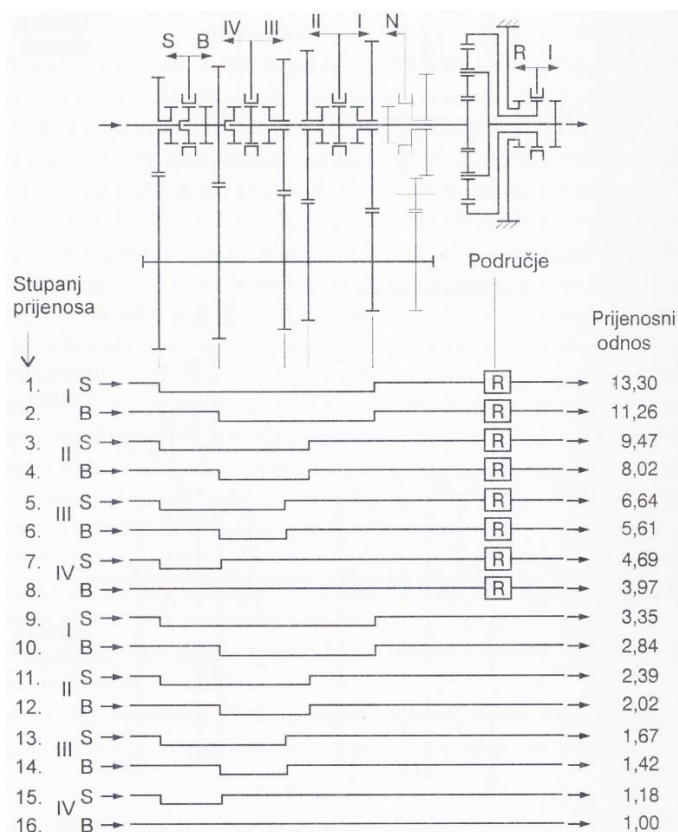 S B IV III II I N R I
Područje
Stupanj
prijenosa
Prijenosni
odnos
1. I S R 13,30
2. B R 11,26
3. II S R 9,47
4. B R 8,02
5. III S R 6,64
6. B R 5,61
7. IV S R 4,69
8. B R 3,97
9. I S 3,35
10. B 2,84
11. II S 2,39
12. B 2,02
13. III S 1,67
14. B 1,42
15. IV S 1,18
16. B 1,00